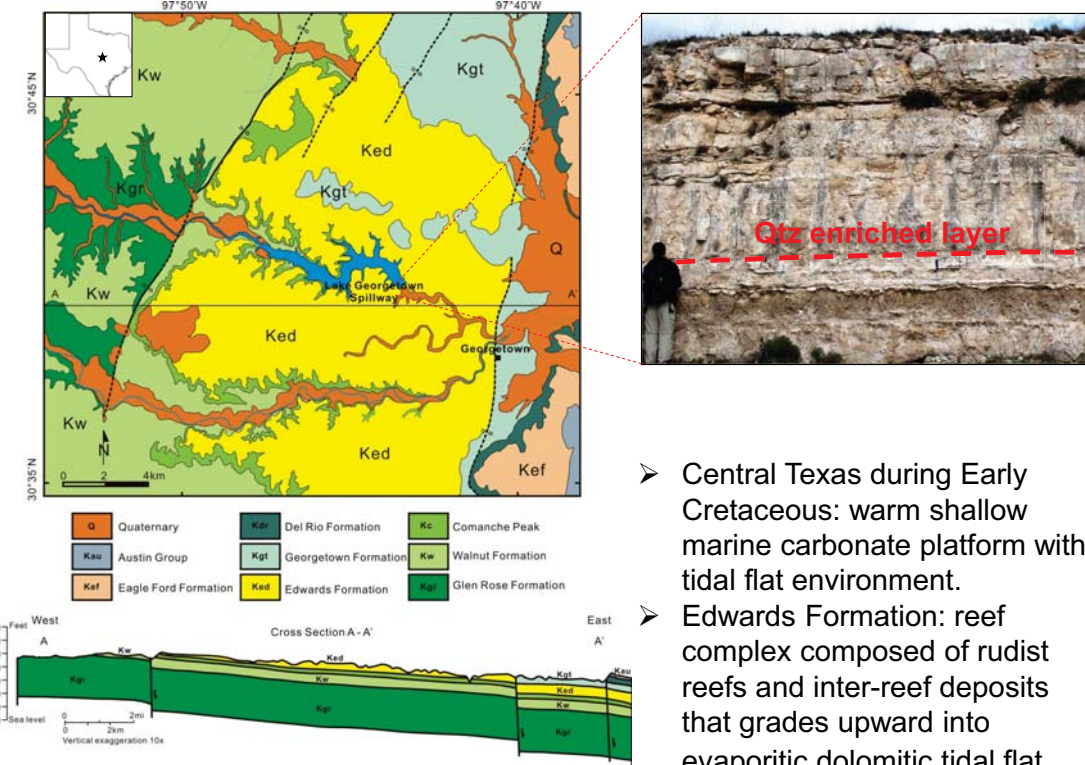 97°50'W
97°40'W
30°45'N
30°35'N
Kw
Kgt
Ked
Kgr
Kgt
Q
Kw
A
A'
Lake Georgetown
Spillway
Ked
Georgetown
Kw
N
Ked
Kef
0 2 4km
Qtz enriched layer
Q Quaternary
Kdr Del Rio Formation
Kc Comanche Peak
Kau Austin Group
Kgt Georgetown Formation
Kw Walnut Formation
Kef Eagle Ford Formation
Ked Edwards Formation
Kgr Glen Rose Formation
Feet West
East
A
Cross Section A - A'
A'
Kw
Ked
Kgt
Kau
Kgr
Kw
Ked
Kw
Kgr
Kgr
Sea level
0 2mi
2km
Vertical exaggeration 10x
➢ Central Texas during Early
Cretaceous: warm shallow
marine carbonate platform with
tidal flat environment.
➢ Edwards Formation: reef
complex composed of rudist
reefs and inter-reef deposits
that grades upward into
evaporitic dolomitic tidal flat